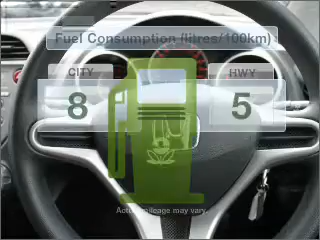 Fuel Consumption (litres/100km)
CITY HWY
8 5
Actual mileage may vary.